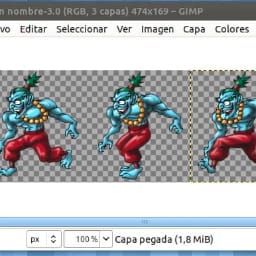 n nombre-3.0 (RGB, 3 capas) 474x169 – GIMP
vo Editar Seleccionar Ver Imagen Capa Colores
px 100 % Capa pegada (1,8 MiB)